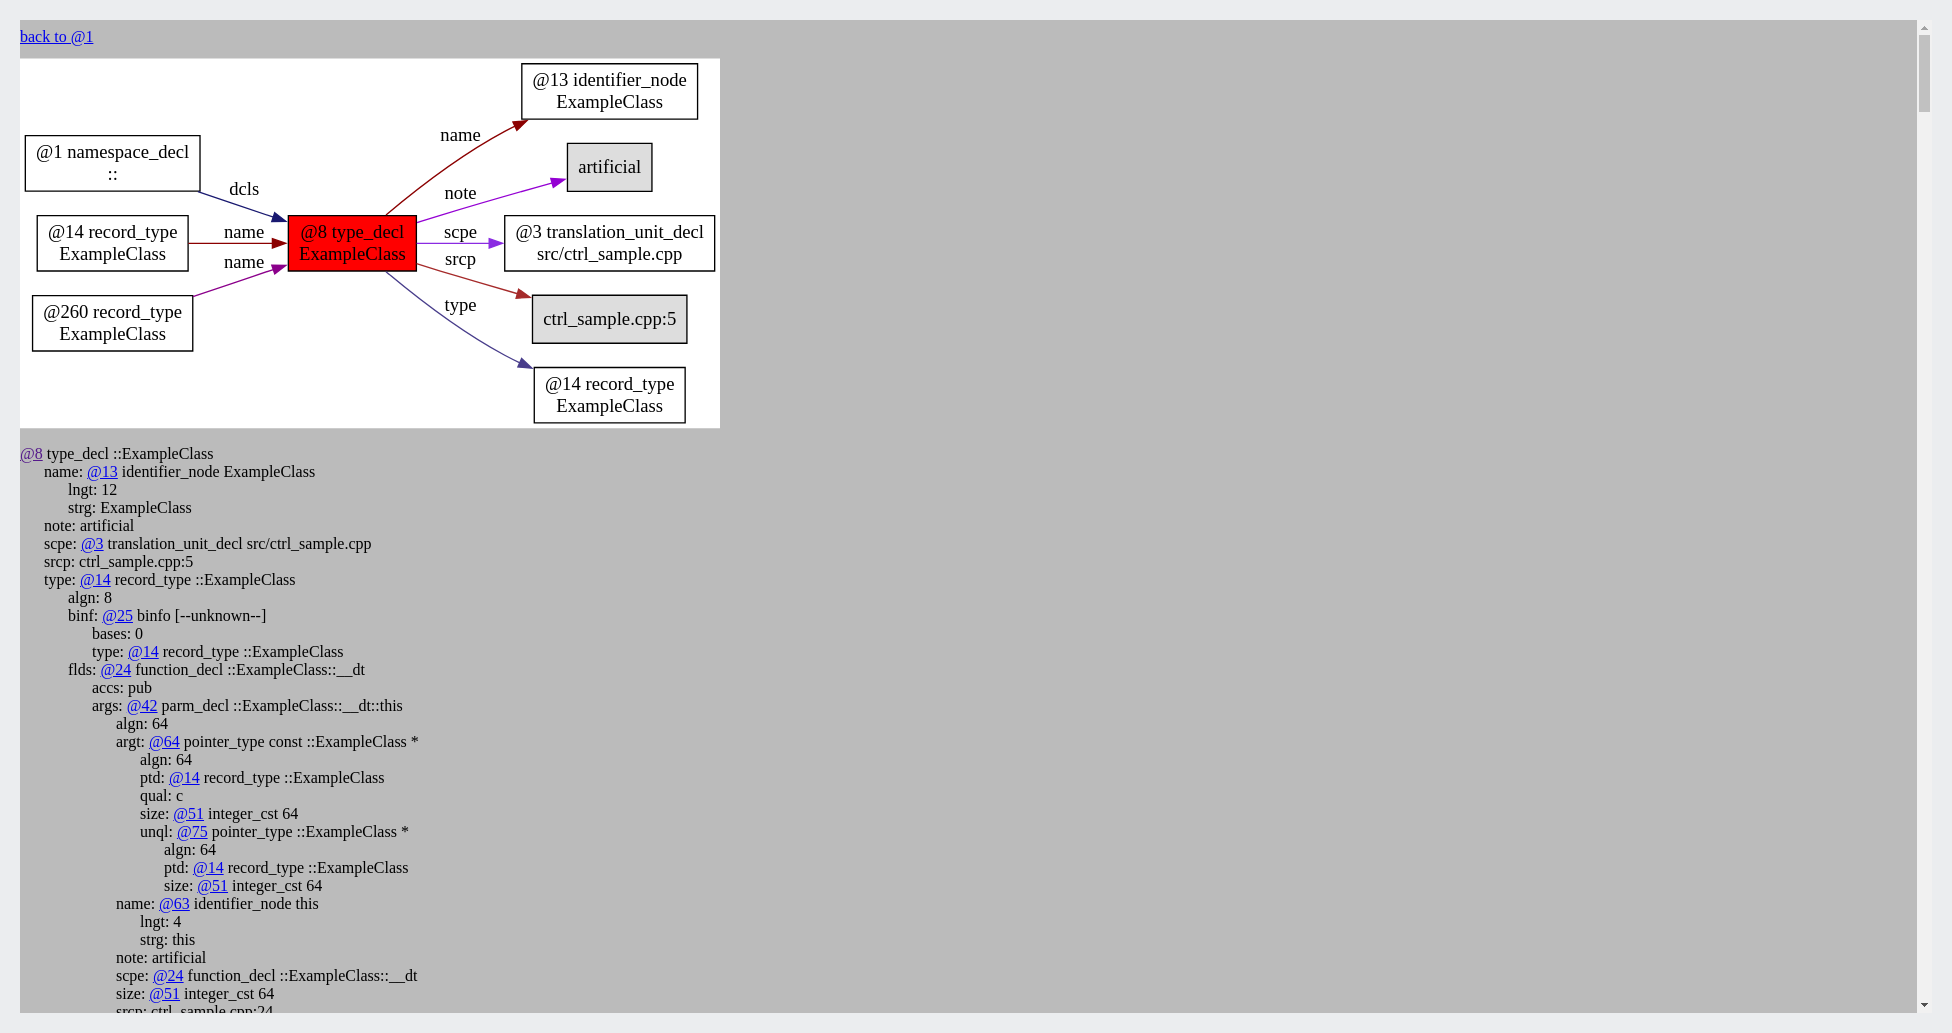 back to @1
@13 identifier_node
ExampleClass
name
@1 namespace_decl
::
artificial
dcls
note
@14 record_type
ExampleClass
name
@8 type_decl
ExampleClass
scpe
@3 translation_unit_decl
src/ctrl_sample.cpp
name
srcp
@260 record_type
ExampleClass
type
ctrl_sample.cpp:5
@14 record_type
ExampleClass
@8 type_decl ::ExampleClass
name: @13 identifier_node ExampleClass
lngt: 12
strg: ExampleClass
note: artificial
scpe: @3 translation_unit_decl src/ctrl_sample.cpp
srcp: ctrl_sample.cpp:5
type: @14 record_type ::ExampleClass
algn: 8
binf: @25 binfo [--unknown--]
bases: 0
type: @14 record_type ::ExampleClass
flds: @24 function_decl ::ExampleClass::__dt
accs: pub
args: @42 parm_decl ::ExampleClass::__dt::this
algn: 64
argt: @64 pointer_type const ::ExampleClass *
algn: 64
ptd: @14 record_type ::ExampleClass
qual: c
size: @51 integer_cst 64
unql: @75 pointer_type ::ExampleClass *
algn: 64
ptd: @14 record_type ::ExampleClass
size: @51 integer_cst 64
name: @63 identifier_node this
lngt: 4
strg: this
note: artificial
scpe: @24 function_decl ::ExampleClass::__dt
size: @51 integer_cst 64
srcp: ctrl_sample.cpp:24